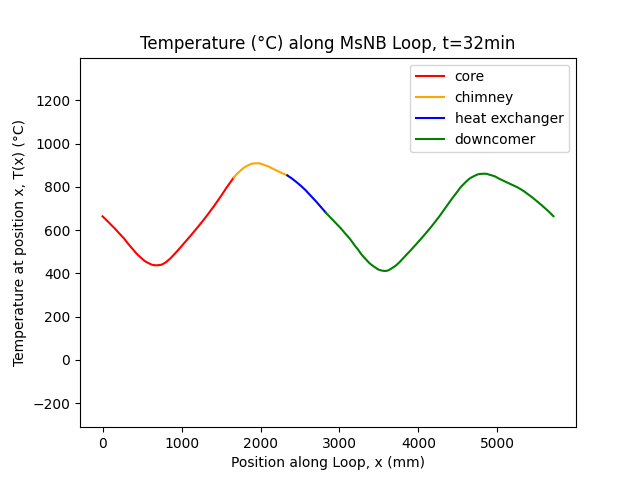 Temperature (°C) along MsNB Loop, t=32min
core
chimney
heat exchanger
downcomer
1200
1000
800
600
400
200
0
−200
Temperature at position x, T(x) (°C)
0 1000 2000 3000 4000 5000
Position along Loop, x (mm)